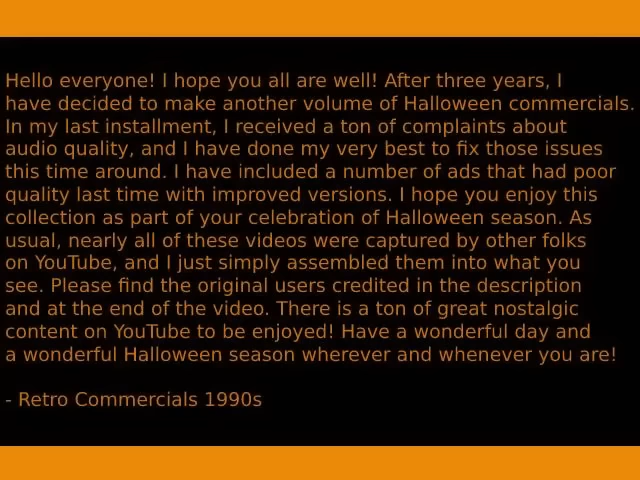 Hello everyone! I hope you all are well! After three years, I
have decided to make another volume of Halloween commercials.
In my last installment, I received a ton of complaints about
audio quality, and I have done my very best to fix those issues
this time around. I have included a number of ads that had poor
quality last time with improved versions. I hope you enjoy this
collection as part of your celebration of Halloween season. As
usual, nearly all of these videos were captured by other folks
on YouTube, and I just simply assembled them into what you
see. Please find the original users credited in the description
and at the end of the video. There is a ton of great nostalgic
content on YouTube to be enjoyed! Have a wonderful day and
a wonderful Halloween season wherever and whenever you are!
- Retro Commercials 1990s